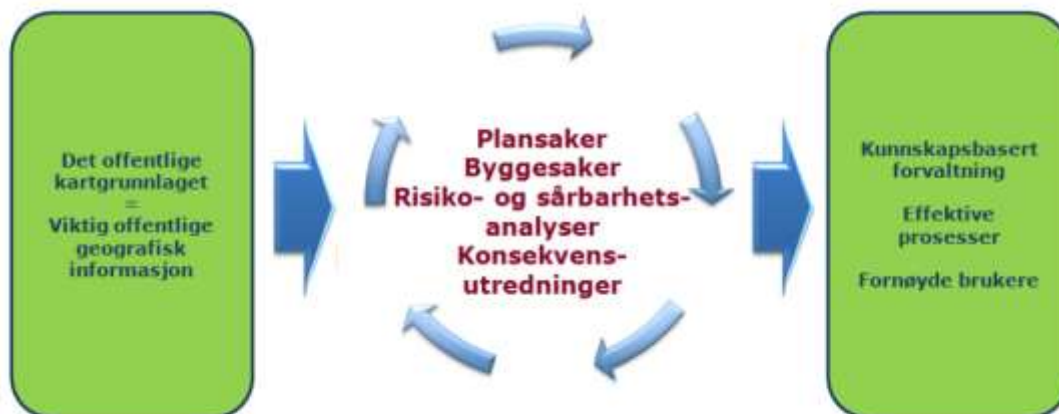 Det offentlige
kartgrunnlaget
=
Viktig offentlige
geografisk
informasjon
Plansaker
Byggesaker
Risiko- og sårbarhets-
analyser
Konsekvens-
utredninger
Kunnskapsbasert
forvaltning
Effektive
prosesser
Fornøyde brukere